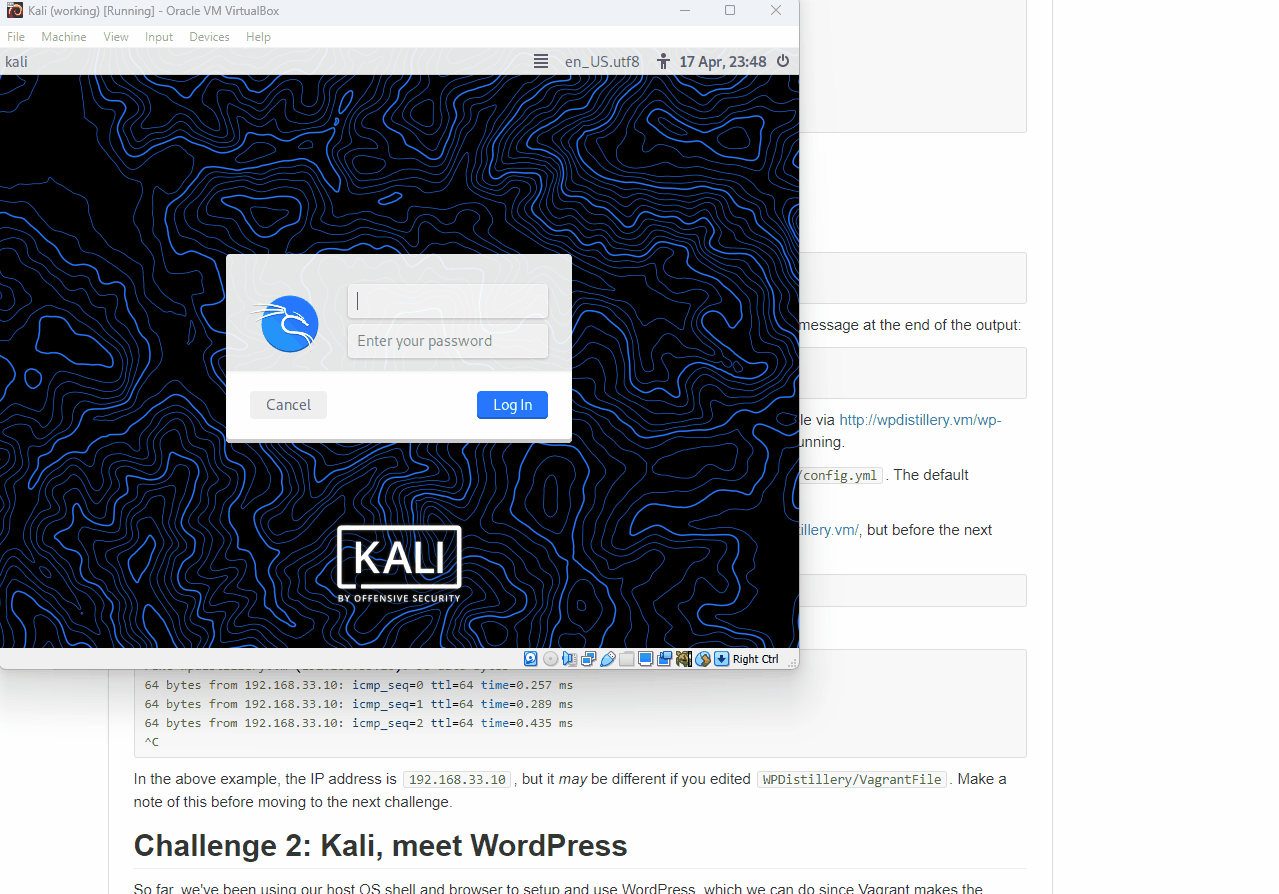 Kali (working) [Running] - Oracle VM VirtualBox
File Machine View Input Devices Help
kali en_US.utf8 17 Apr, 23:48
Enter your password
Cancel Log In
KALI
BY OFFENSIVE SECURITY
Right Ctrl
message at the end of the output:
le via http://wpdistillery.vm/wp-
unning.
/config.yml . The default
tillery.vm/, but before the next
64 bytes from 192.168.33.10: icmp_seq=0 ttl=64 time=0.257 ms
64 bytes from 192.168.33.10: icmp_seq=1 ttl=64 time=0.289 ms
64 bytes from 192.168.33.10: icmp_seq=2 ttl=64 time=0.435 ms
^C
In the above example, the IP address is 192.168.33.10 , but it may be different if you edited WPDistillery/VagrantFile . Make a
note of this before moving to the next challenge.
Challenge 2: Kali, meet WordPress
So far, we've been using our host OS shell and browser to setup and use WordPress, which we can do since Vagrant makes the